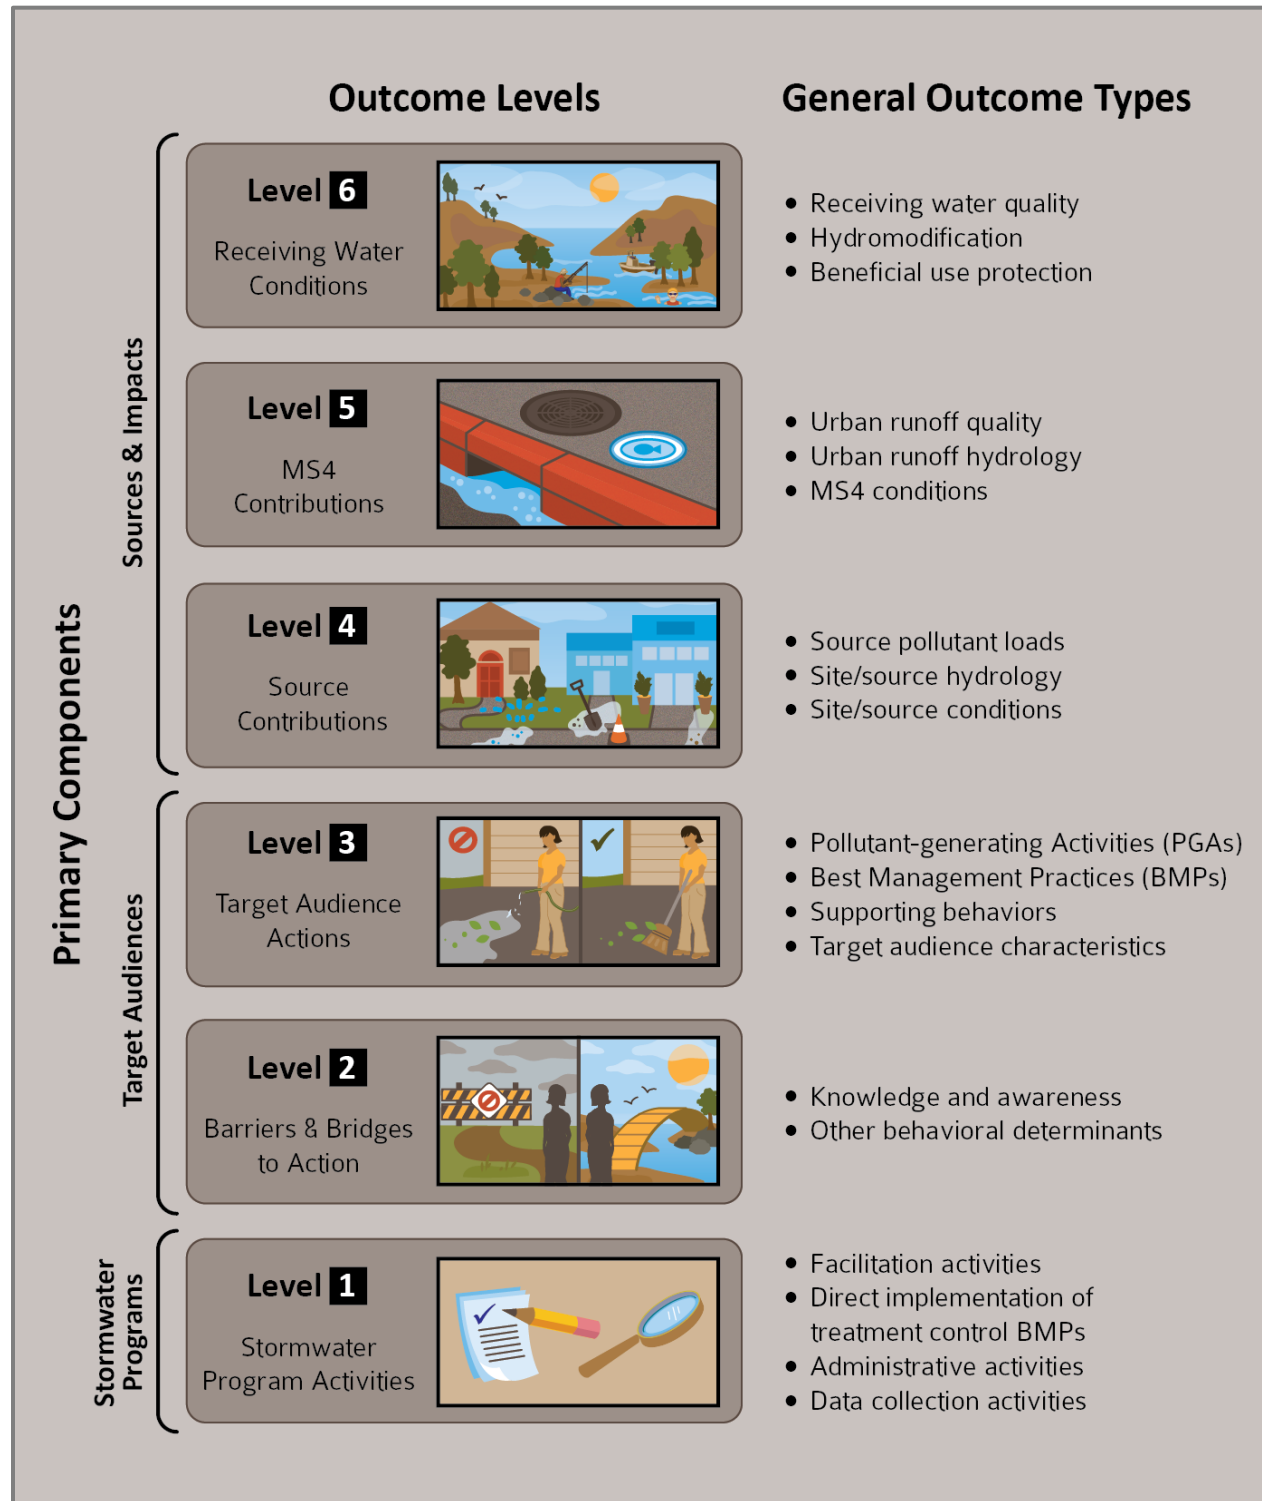 Outcome Levels
General Outcome Types
Primary Components
Sources & Impacts
Level 6
Receiving Water
Conditions
• Receiving water quality
• Hydromodification
• Beneficial use protection
Level 5
MS4
Contributions
• Urban runoff quality
• Urban runoff hydrology
• MS4 conditions
Level 4
Source
Contributions
• Source pollutant loads
• Site/source hydrology
• Site/source conditions
Target Audiences
Level 3
Target Audience
Actions
• Pollutant-generating Activities (PGAs)
• Best Management Practices (BMPs)
• Supporting behaviors
• Target audience characteristics
Level 2
Barriers & Bridges
to Action
• Knowledge and awareness
• Other behavioral determinants
Stormwater
Programs
Level 1
Stormwater
Program Activities
• Facilitation activities
• Direct implementation of
treatment control BMPs
• Administrative activities
• Data collection activities